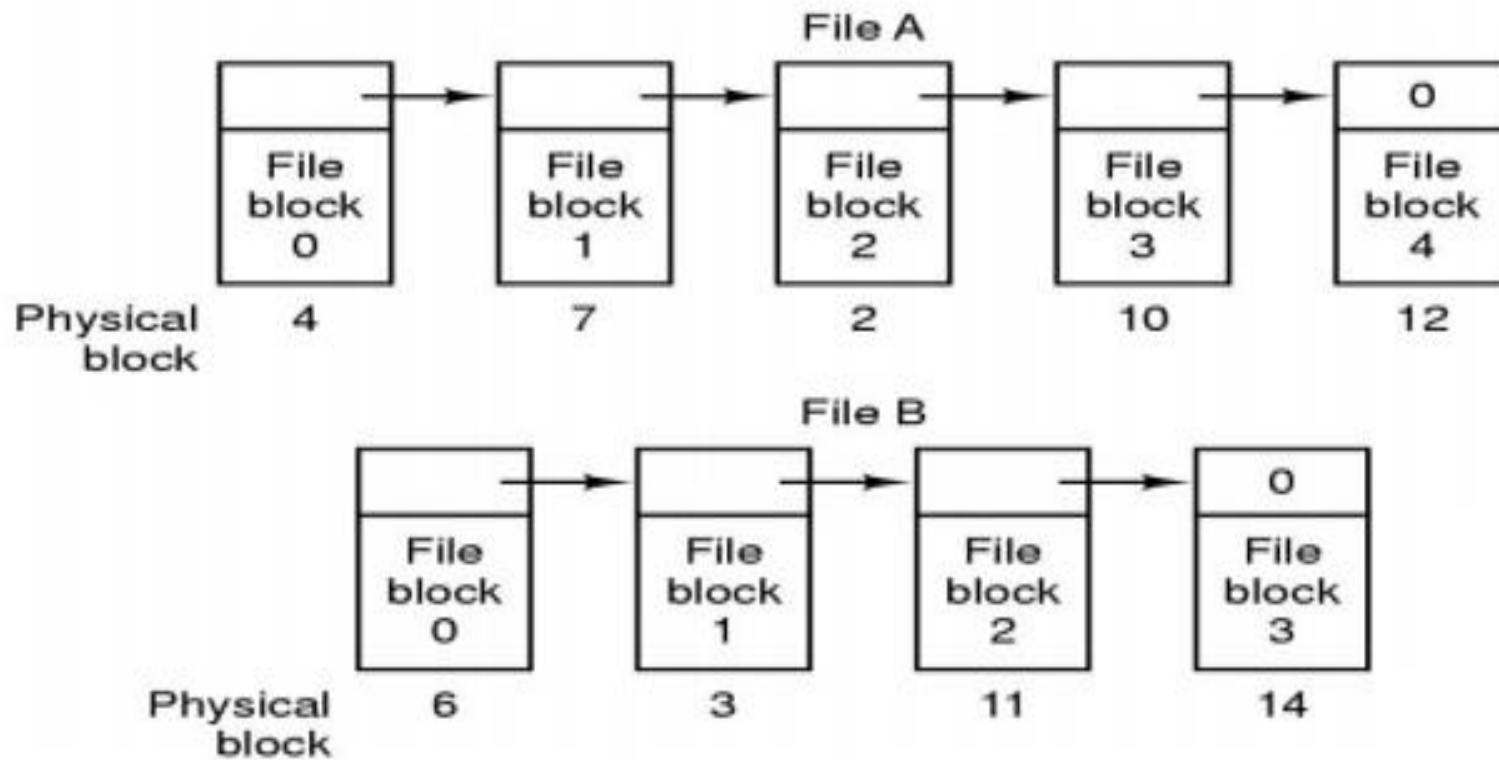 File A
0
File File File File File
block block block block block
0 1 2 3 4
Physical 4 7 2 10 12
block
File B
0
File File File File
block block block block
0 1 2 3
Physical 6 3 11 14
block